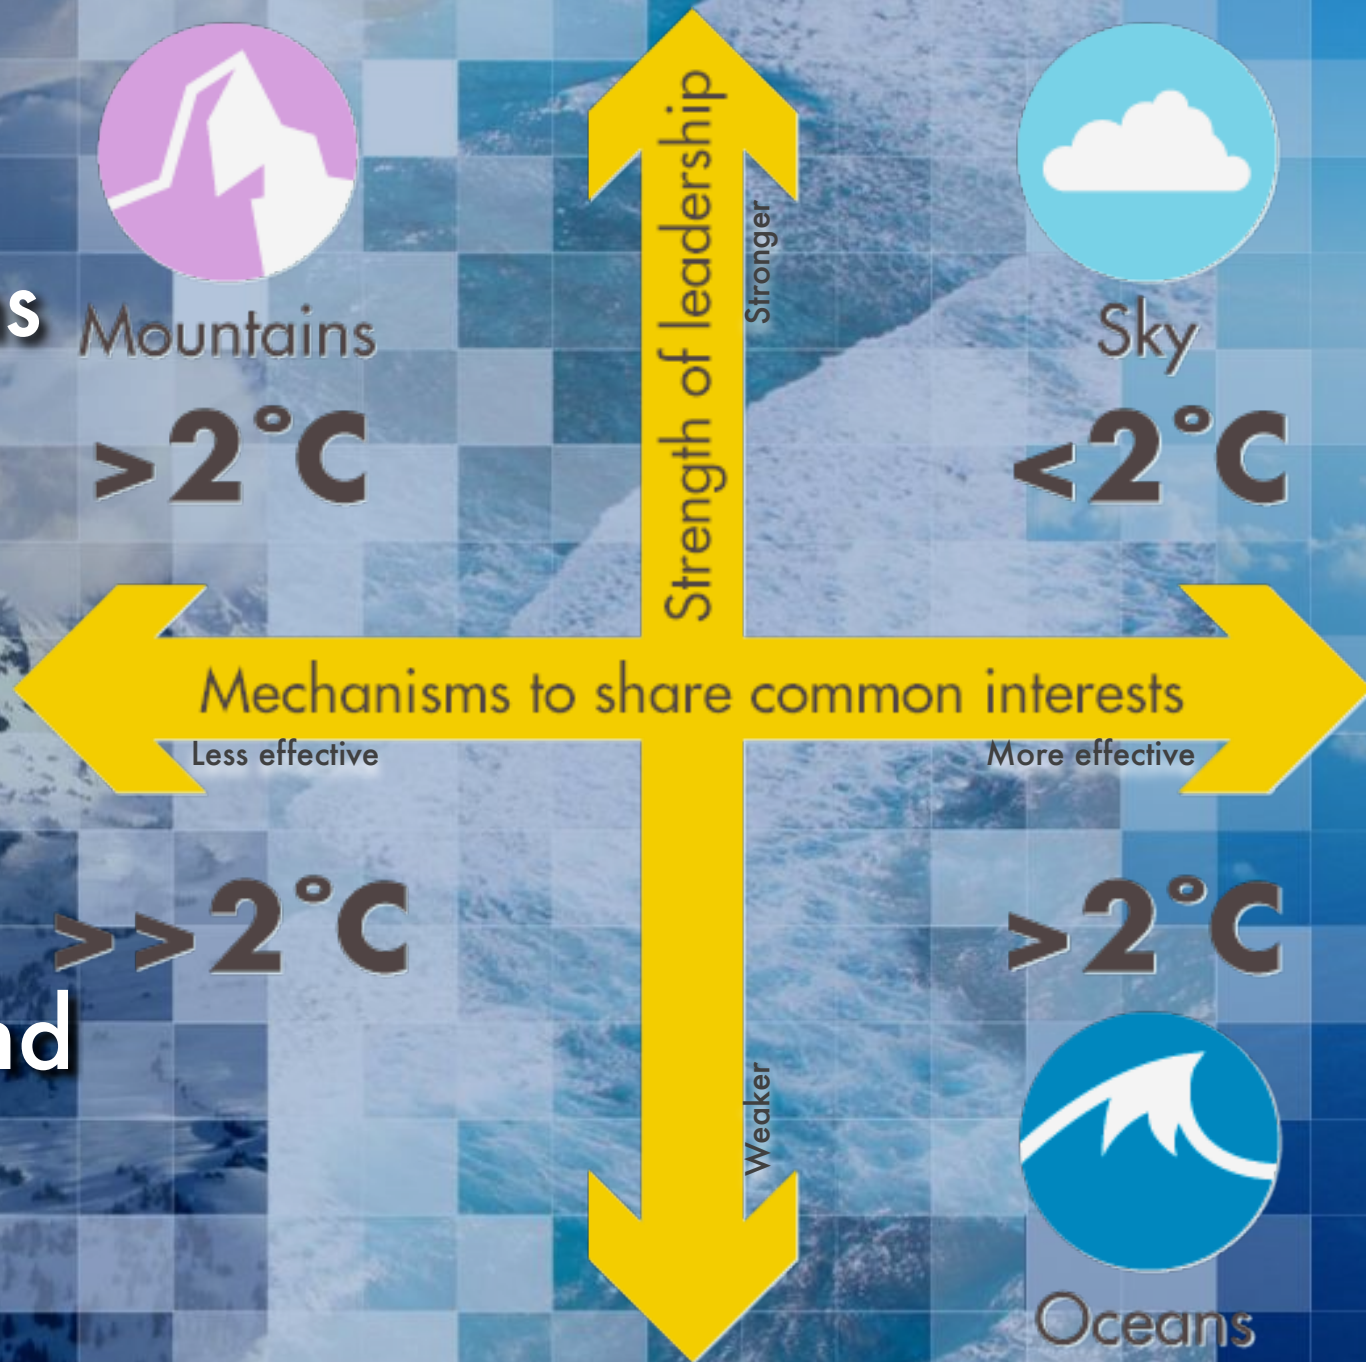 Strength of leadership
Stronger
s
Mountains
Sky
>2°C
<2°C
Mechanisms to share common interests
Less effective
More effective
>>2°C
>2°C
nd
Weaker
Oceans